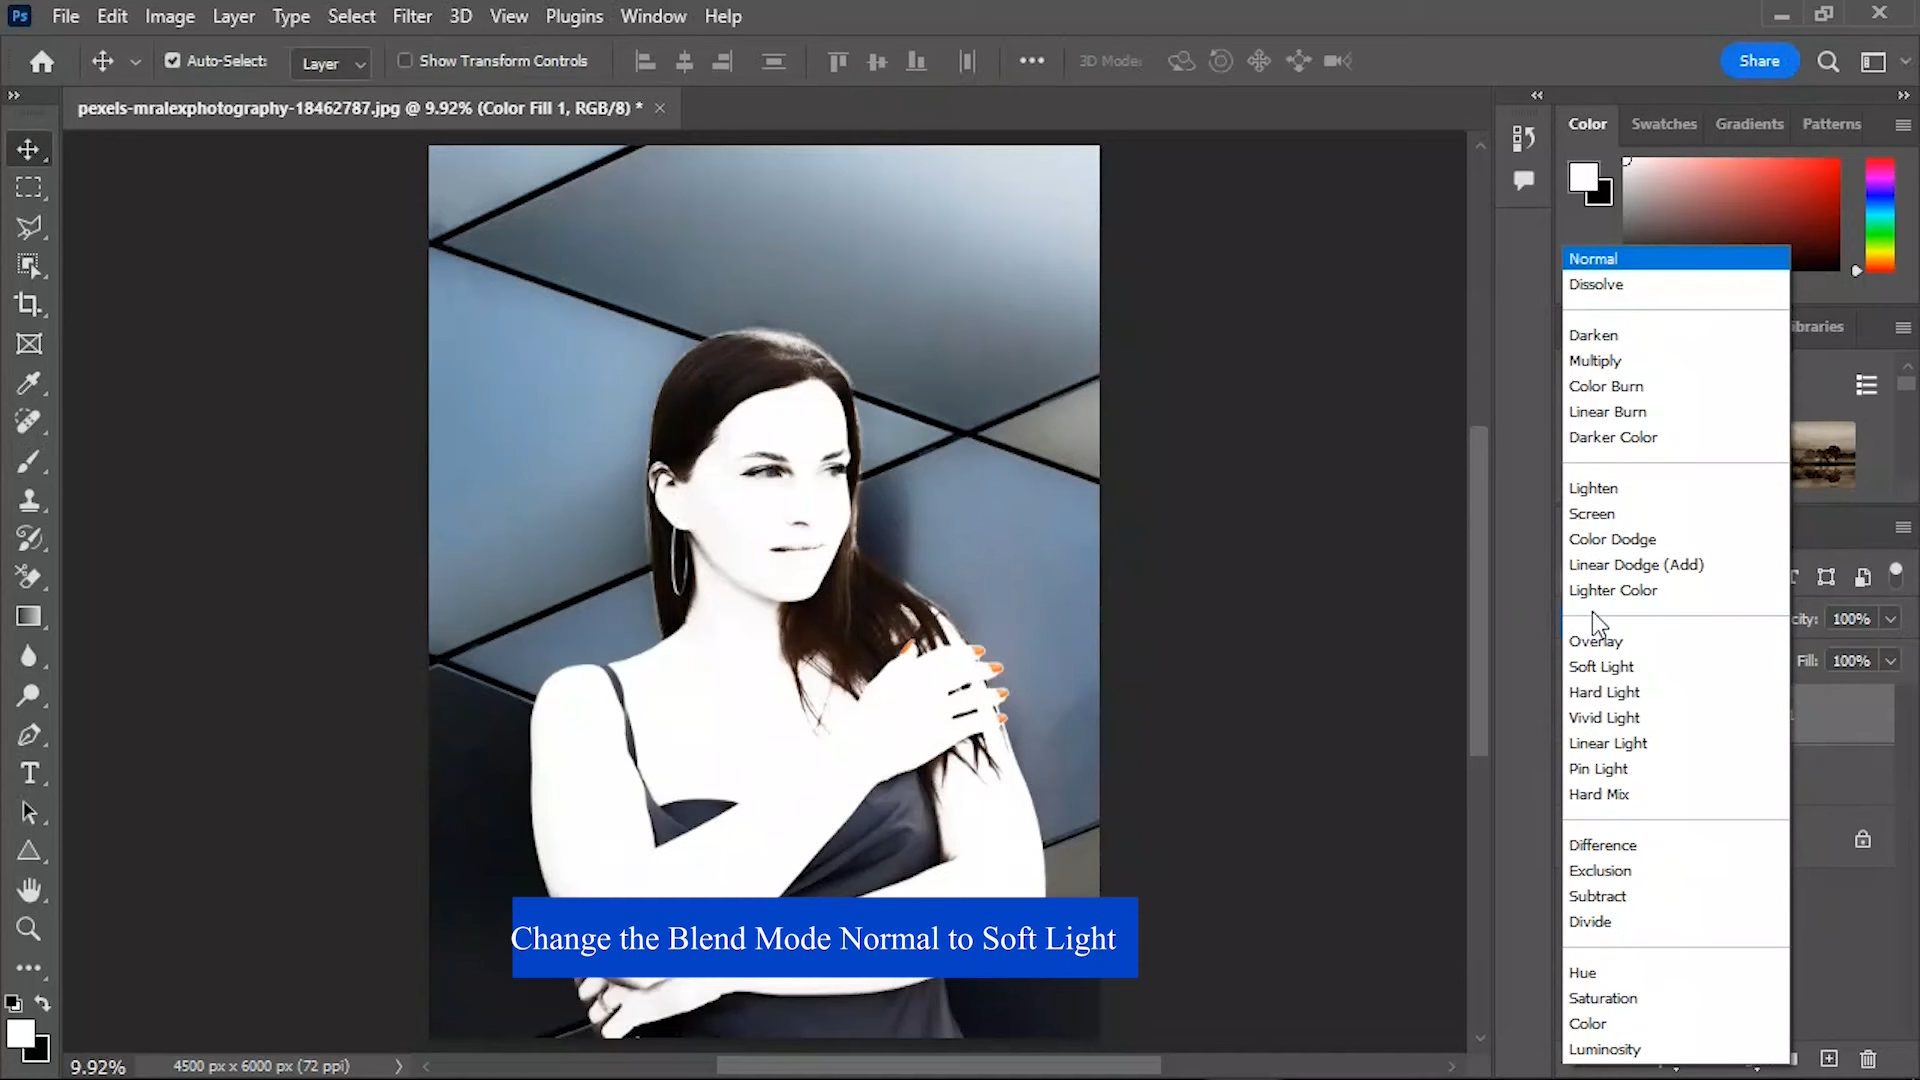 Ps File Edit Image Layer Type Select Filter 3D View Plugins Window Help
Auto-Select: Layer Show Transform Controls 3D Mode: Share
pexels-mralexphotography-18462787.jpg @ 9.92% (Color Fill 1, RGB/8) *
Color Swatches Gradients Patterns
Normal
Dissolve
ibraries
Darken
Multiply
Color Burn
Linear Burn
Darker Color
Lighten
Screen
Color Dodge
Linear Dodge (Add)
Lighter Color
city: 100%
Overlay
Soft Light
Fill: 100%
Hard Light
Vivid Light
Linear Light
Pin Light
Hard Mix
Difference
Exclusion
Subtract
Divide
Change the Blend Mode Normal to Soft Light
Hue
Saturation
Color
Luminosity
9.92% 4500 px x 6000 px (72 ppi)